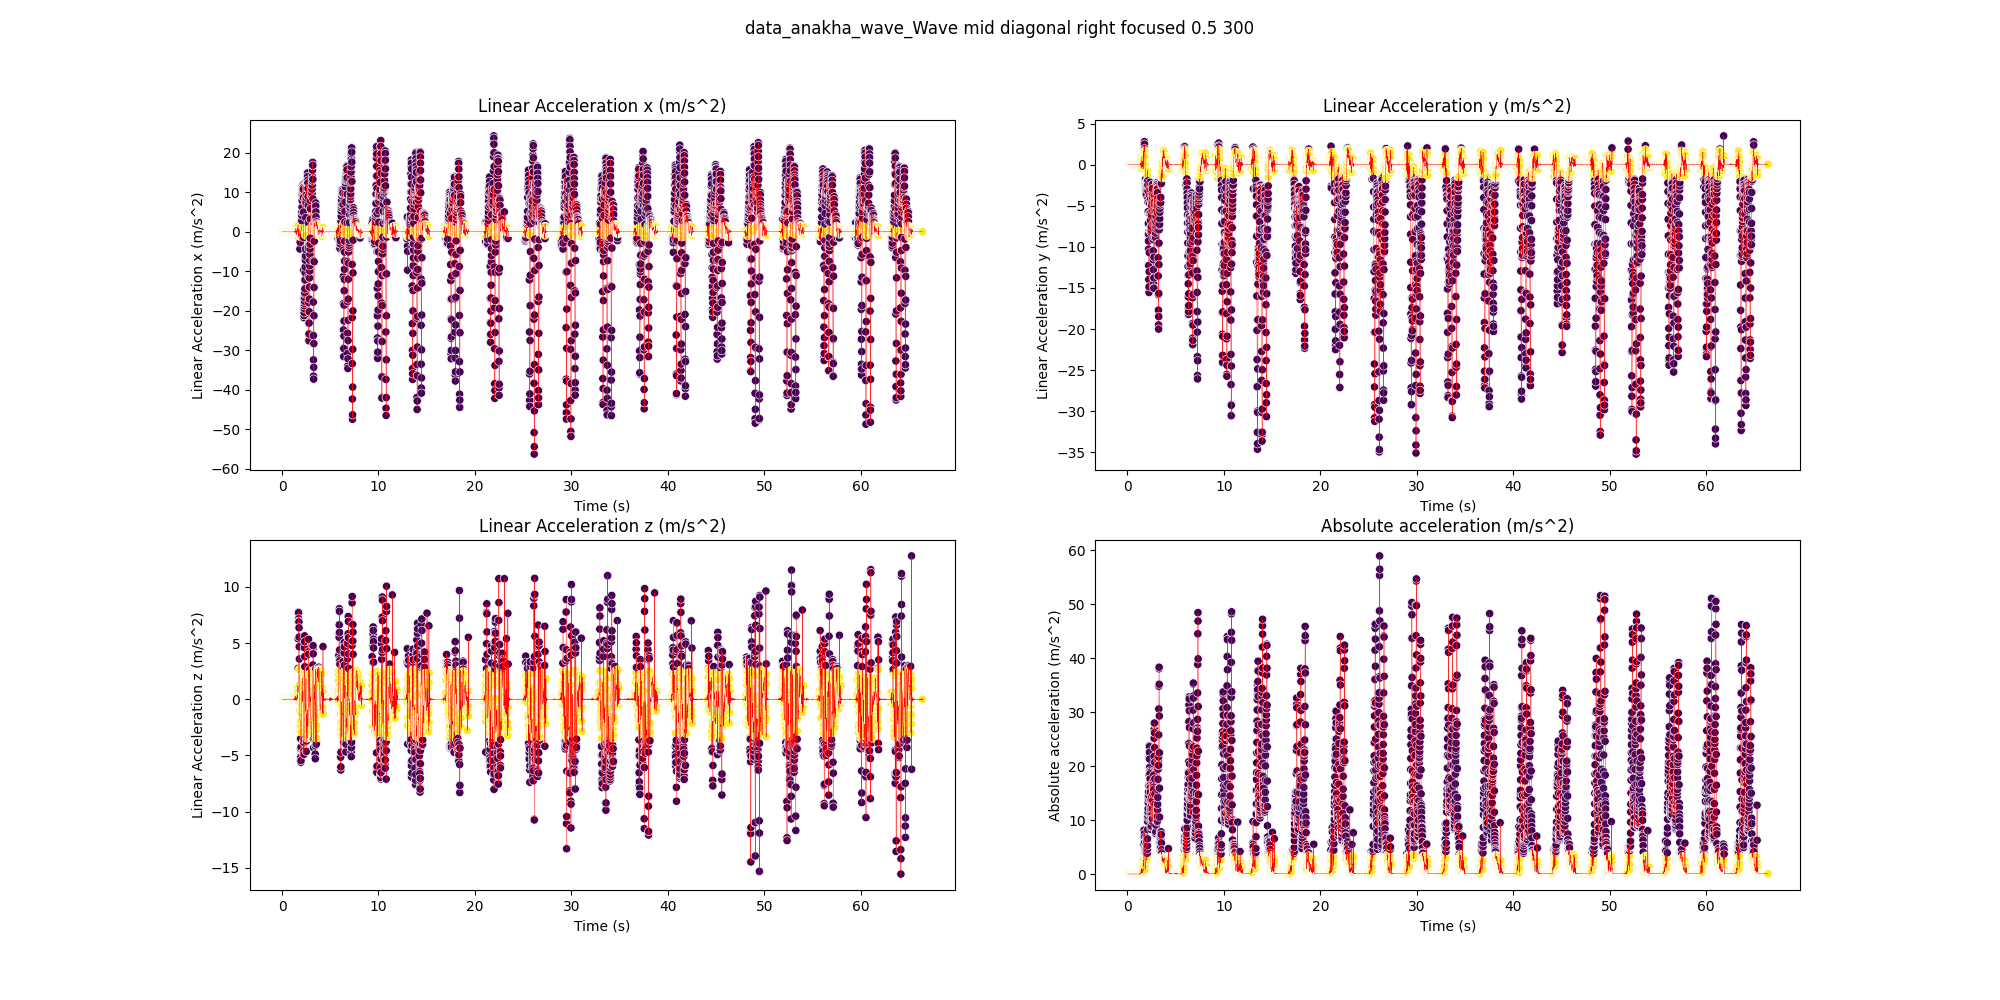 data_anakha_wave_Wave mid diagonal right focused 0.5 300
Linear Acceleration x (m/s^2)
Linear Acceleration x (m/s^2)
20
10
0
−10
−20
−30
−40
−50
−60
0 10 20 30 40 50 60
Time (s)
Linear Acceleration y (m/s^2)
Linear Acceleration y (m/s^2)
5
0
−5
−10
−15
−20
−25
−30
−35
0 10 20 30 40 50 60
Time (s)
Linear Acceleration z (m/s^2)
Linear Acceleration z (m/s^2)
10
5
0
−5
−10
−15
0 10 20 30 40 50 60
Time (s)
Absolute acceleration (m/s^2)
Absolute acceleration (m/s^2)
60
50
40
30
20
10
0
0 10 20 30 40 50 60
Time (s)